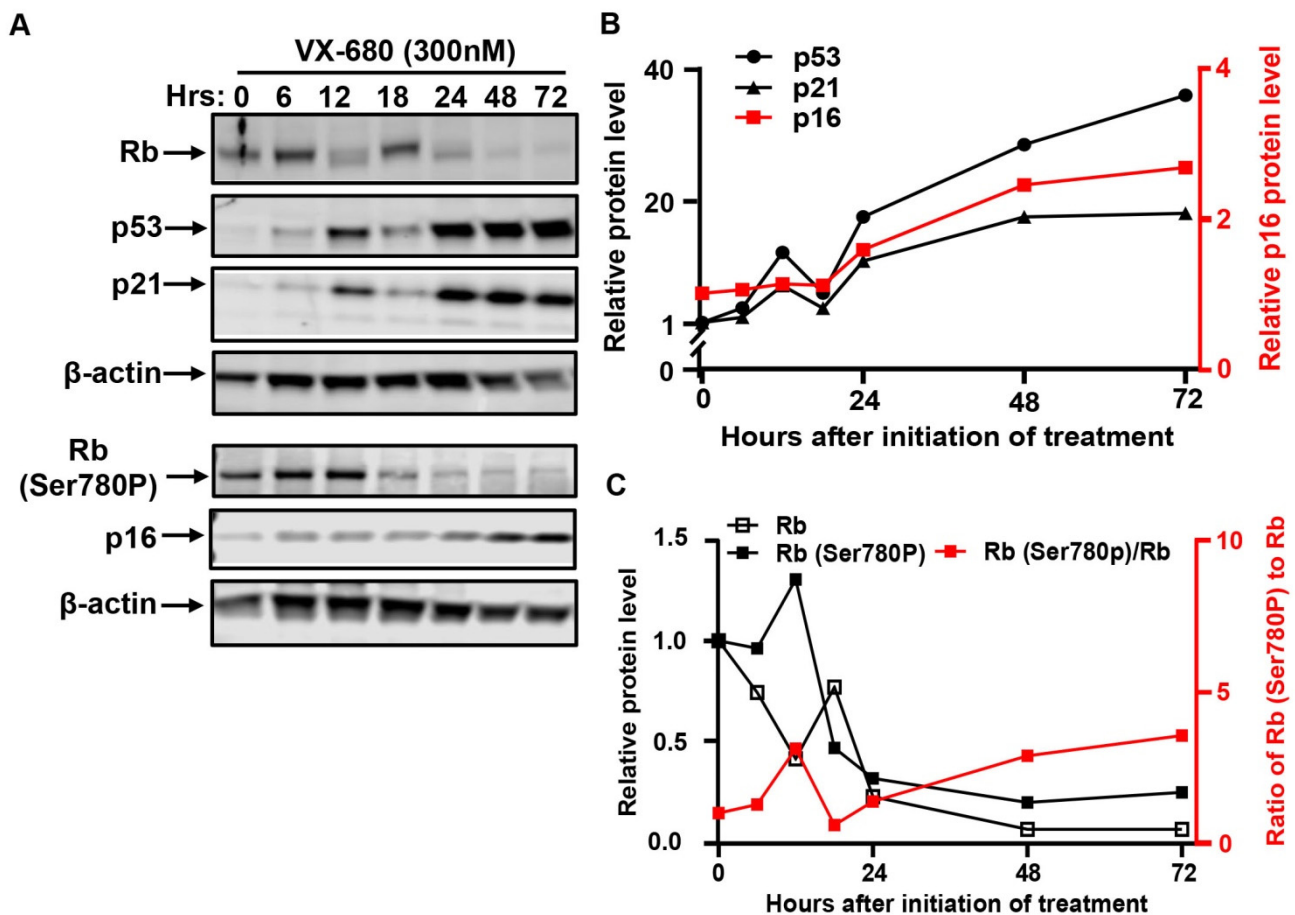 A
VX-680 (300nM)
Hrs: 0 6 12 18 24 48 72
Rb
p53
p21
β-actin
Rb
(Ser780P)
p16
β-actin
B
p53
p21
p16
Relative protein level
40
20
1
0
Relative p16 protein level
4
2
0
0 24 48 72
Hours after initiation of treatment
C
Rb
Rb (Ser780P) Rb (Ser780p)/Rb
Relative protein level
1.5
1.0
0.5
0.0
Ratio of Rb (Ser780P) to Rb
10
5
0
0 24 48 72
Hours after initiation of treatment